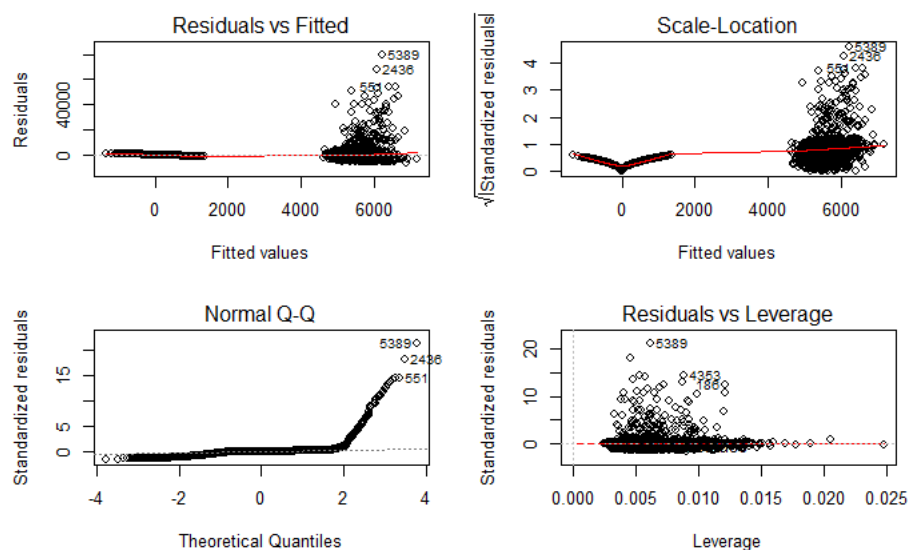 Residuals vs Fitted
Residuals
0 40000
5389
2436
551
0 2000 4000 6000
Fitted values
Scale-Location
√|Standardized residuals|
0 1 2 3 4
5389
2436
551
0 2000 4000 6000
Fitted values
Normal Q-Q
Standardized residuals
0 5 15
5389
2436
551
-4 -2 0 2 4
Theoretical Quantiles
Residuals vs Leverage
Standardized residuals
0 5 10 20
5389
4353
186
0.000 0.005 0.010 0.015 0.020 0.025
Leverage